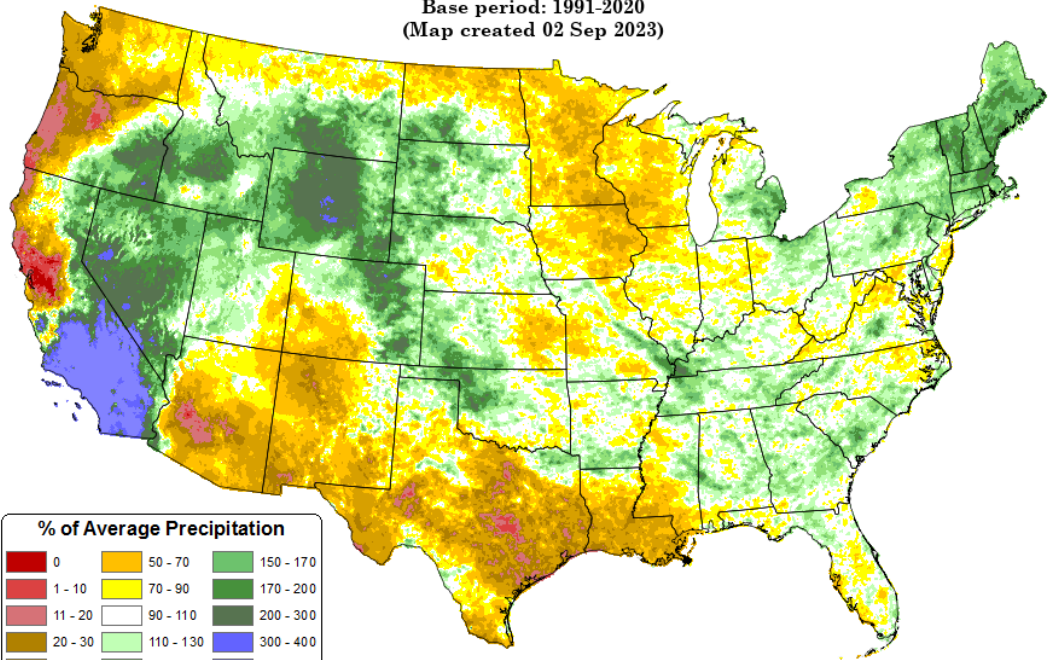 Base period: 1991-2020
(Map created 02 Sep 2023)
% of Average Precipitation
0 50 - 70 150 - 170
1 - 10 70 - 90 170 - 200
11 - 20 90 - 110 200 - 300
20 - 30 110 - 130 300 - 400